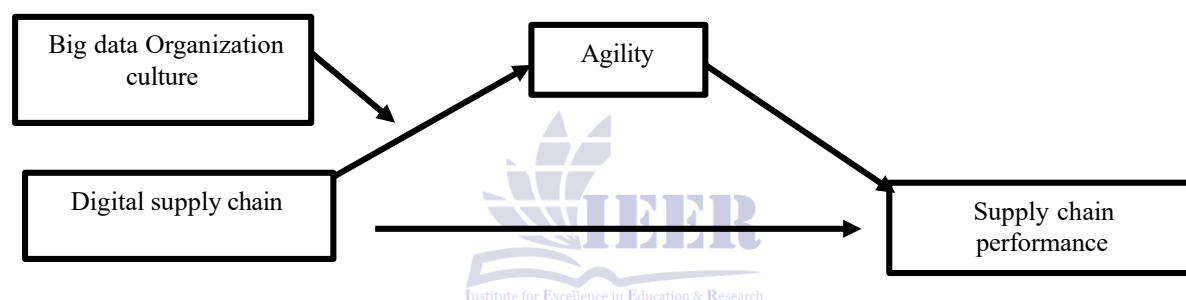 Big data Organization
culture
Agility
Digital supply chain
Supply chain
performance
IEER
Institute for Excellence in Education & Research